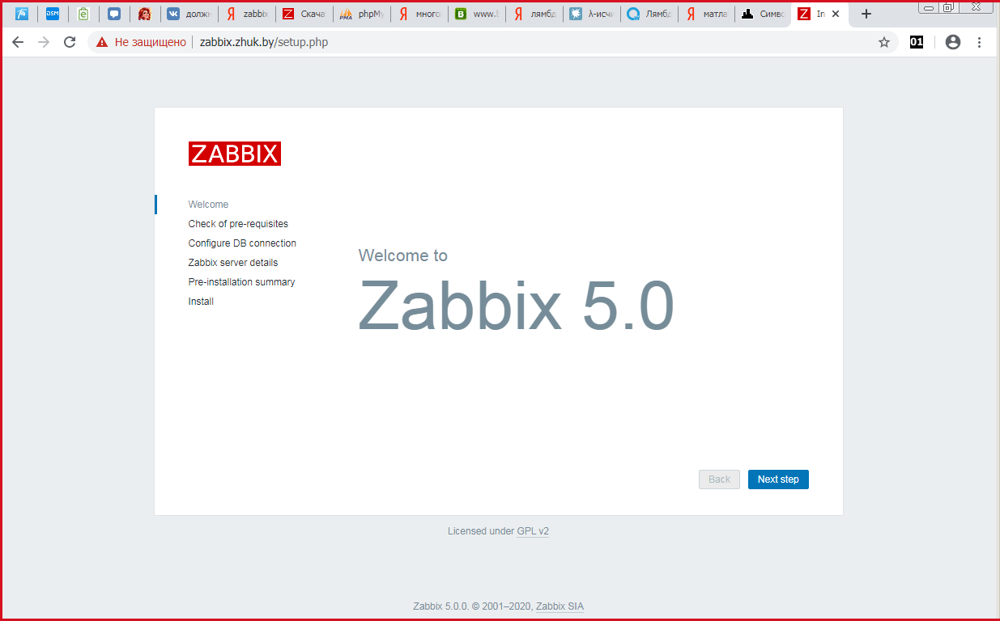 должн
zabbix
Скача
phpMy
много
www.l
лямбд
λ-исчи
Лямбд
матла
Симво
In
Не защищено
zabbix.zhuk.by/setup.php
01
ZABBIX
Welcome
Check of pre-requisites
Configure DB connection
Zabbix server details
Pre-installation summary
Install
Welcome to
Zabbix 5.0
Back
Next step
Licensed under GPL v2
Zabbix 5.0.0. © 2001–2020, Zabbix SIA